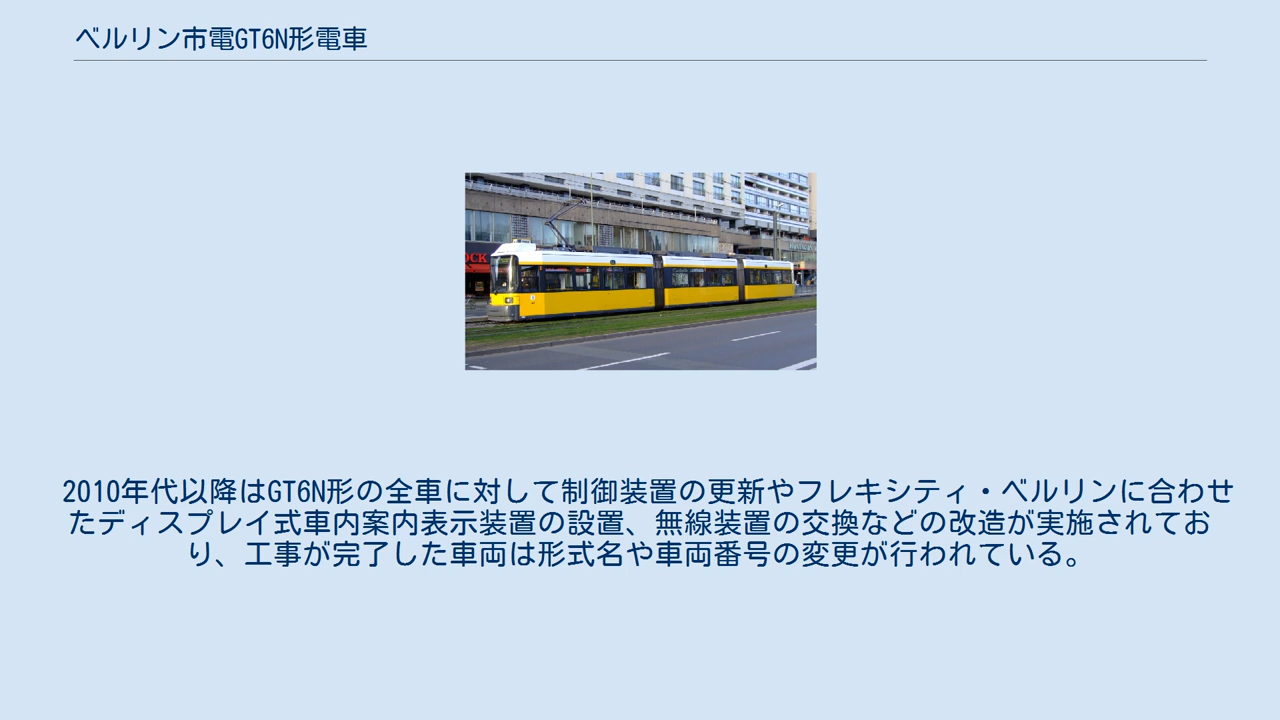 ベルリン市電GT6N形電車
OCK
2010年代以降はGT6N形の全車に対して制御装置の更新やフレキシティ・ベルリンに合わせ
たディスプレイ式車内案内表示装置の設置、無線装置の交換などの改造が実施されてお
り、工事が完了した車両は形式名や車両番号の変更が行われている。